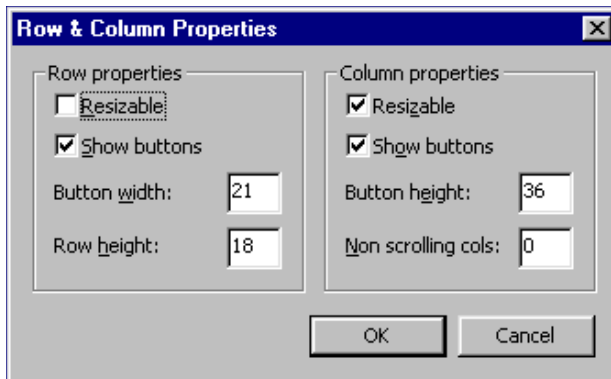 Row & Column Properties
Row properties
Resizable
Show buttons
Button width: 21
Row height: 18
Column properties
Resizable
Show buttons
Button height: 36
Non scrolling cols: 0
OK
Cancel